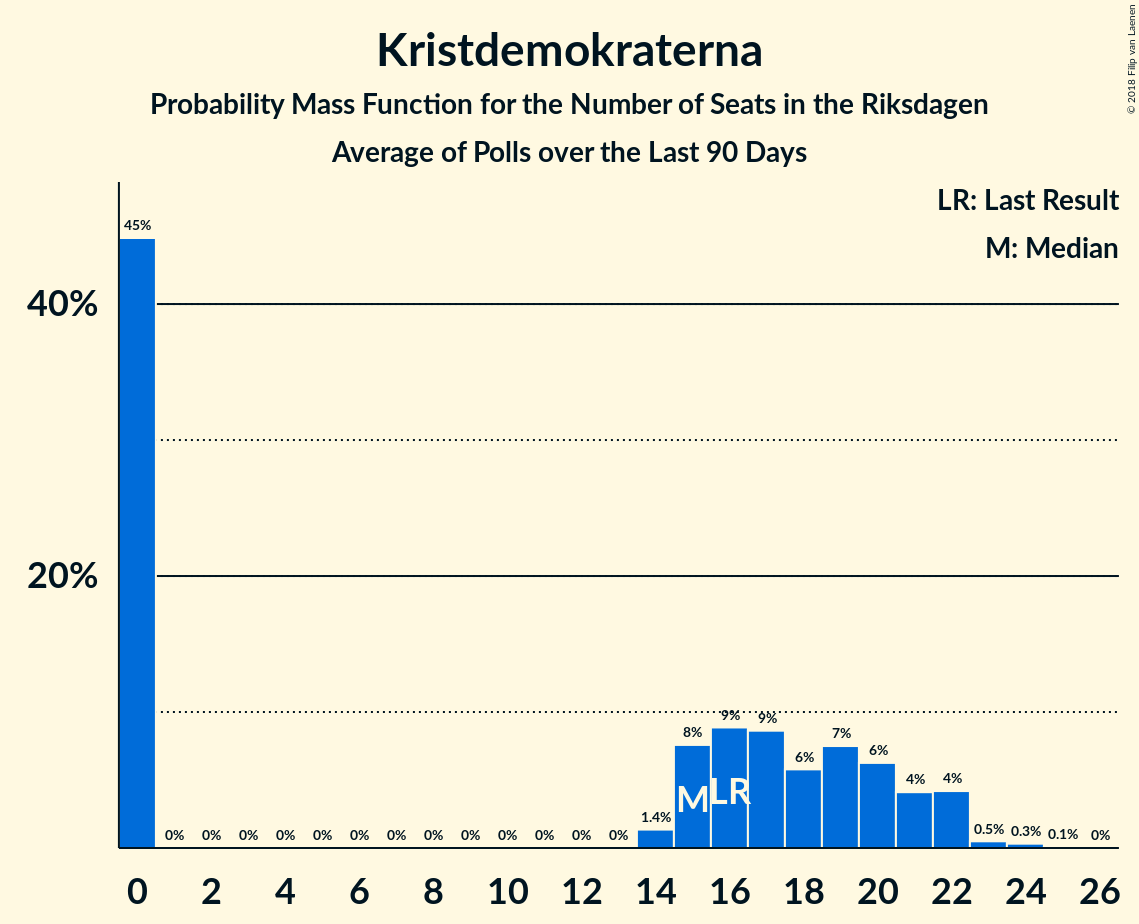 Kristdemokraterna
Probability Mass Function for the Number of Seats in the Riksdagen
Average of Polls over the Last 90 Days
© 2018 Filip van Laenen
LR: Last Result
M: Median
45%
40%
20%
0% 0% 0% 0% 0% 0% 0% 0% 0% 0% 0% 0% 0% 1.4% 8% 9% 9% 6% 7% 6% 4% 4% 0.5% 0.3% 0.1% 0%
M LR
0 2 4 6 8 10 12 14 16 18 20 22 24 26